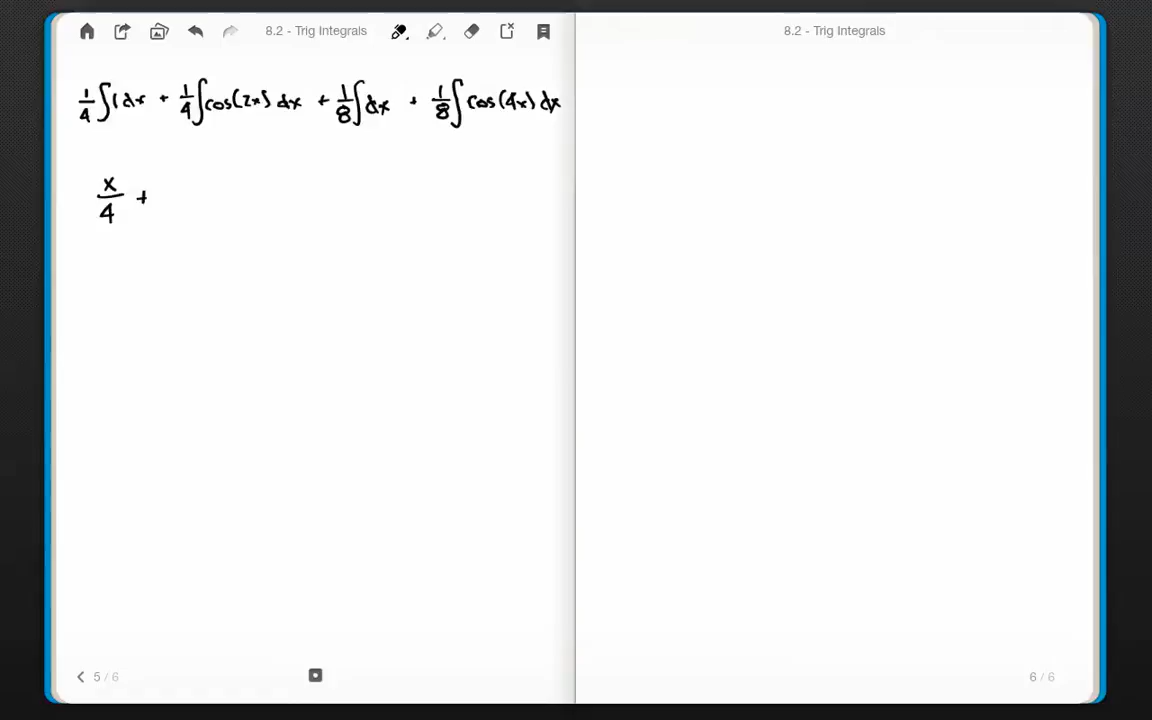 8.2 - Trig Integrals
8.2 - Trig Integrals
1/4 ∫ 1 dx + 1/4 ∫ cos(2x) dx + 1/8 ∫ dx + 1/8 ∫ cos(4x) dx
x/4 +
5 / 6
6 / 6